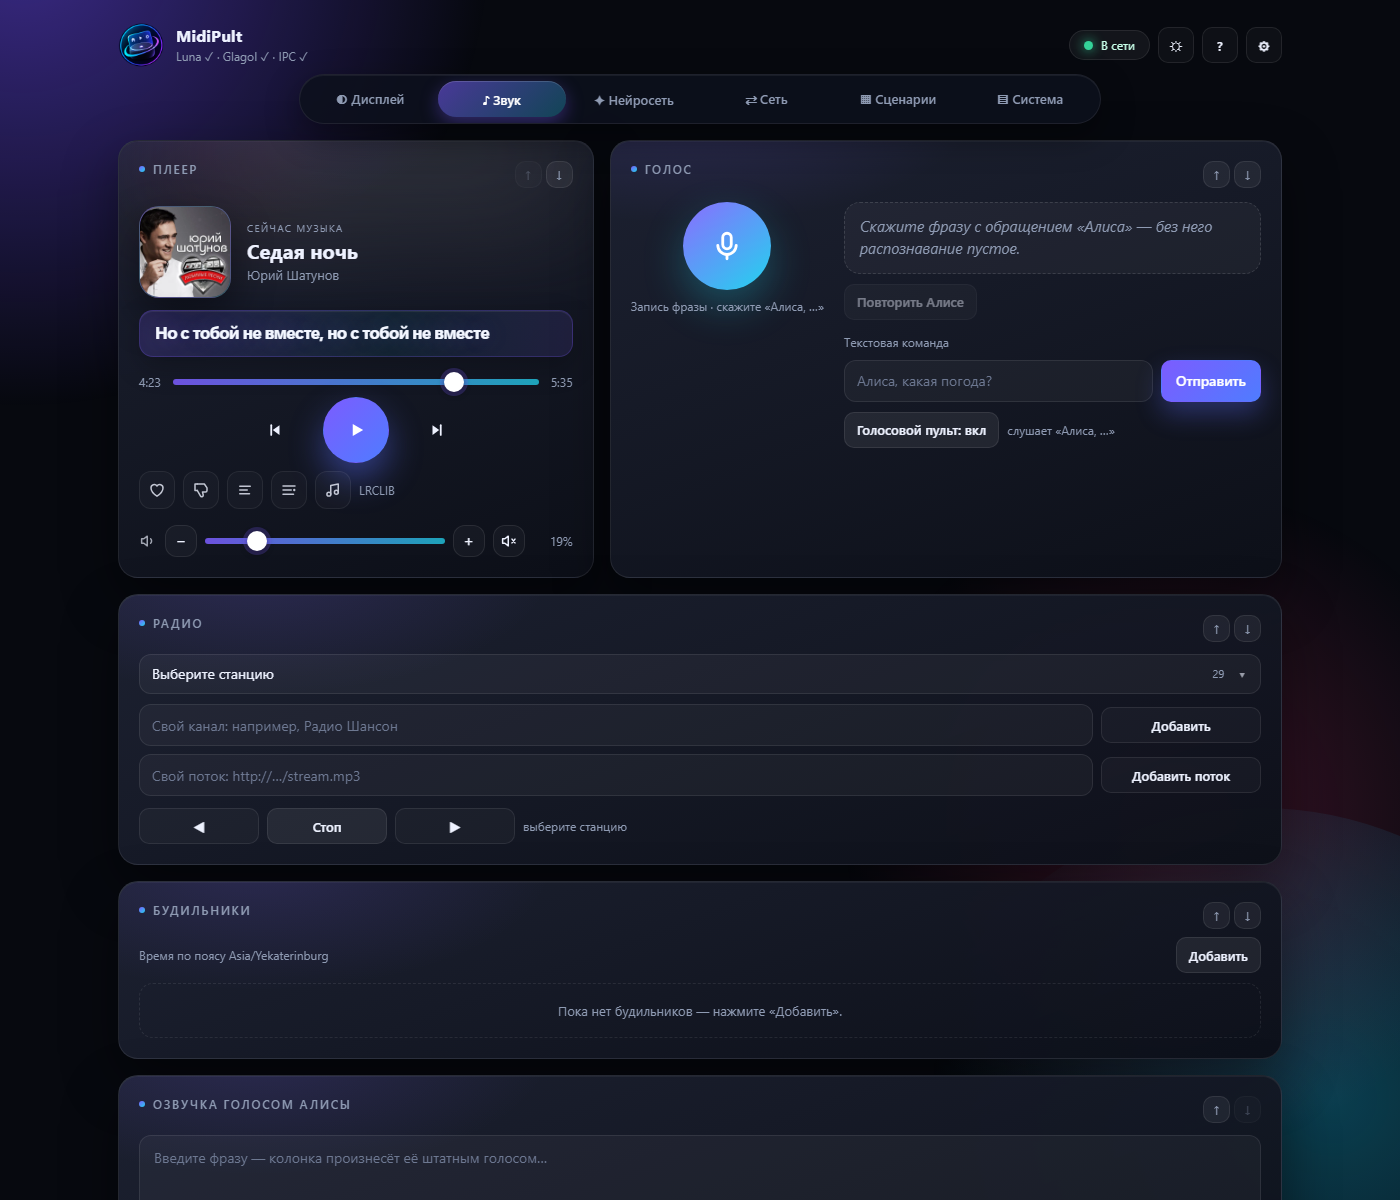 MidiPult
Luna ✓ · Glagol ✓ · IPC ✓
В сети
?
Дисплей
♪ Звук
Нейросеть
Сеть
Сценарии
Система
ПЛЕЕР
↑ ↓
юрий
шатунов
ЛЮБИМЫЕ ПЕСНИ
СЕЙЧАС МУЗЫКА
Седая ночь
Юрий Шатунов
Но с тобой не вместе, но с тобой не вместе
4:23
5:35
LRCLIB
−
+
19%
ГОЛОС
↑ ↓
Запись фразы · скажите «Алиса, ...»
Скажите фразу с обращением «Алиса» — без него
распознавание пустое.
Повторить Алисе
Текстовая команда
Алиса, какая погода?
Отправить
Голосовой пульт: вкл
слушает «Алиса, ...»
РАДИО
↑ ↓
Выберите станцию
29 ▾
Свой канал: например, Радио Шансон
Добавить
Свой поток: http://.../stream.mp3
Добавить поток
◀
Стоп
▶
выберите станцию
БУДИЛЬНИКИ
↑ ↓
Время по поясу Asia/Yekaterinburg
Добавить
Пока нет будильников — нажмите «Добавить».
ОЗВУЧКА ГОЛОСОМ АЛИСЫ
↑ ↓
Введите фразу — колонка произнесёт её штатным голосом...